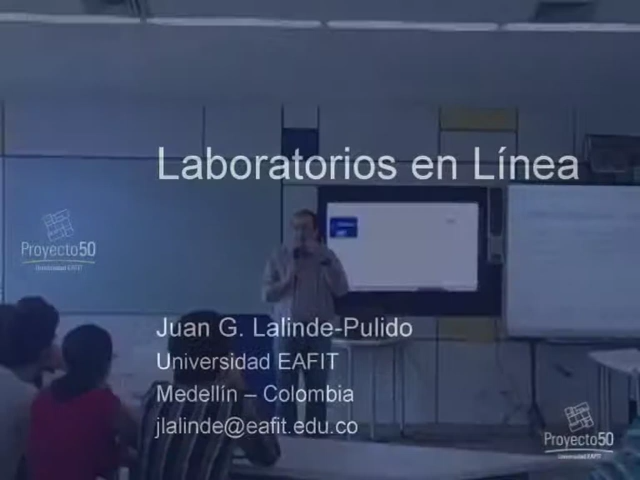 Laboratorios en Línea
Proyecto50
Universidad EAFIT
Juan G. Lalinde-Pulido
Universidad EAFIT
Medellín – Colombia
jlalinde@eafit.edu.co
Proyecto50
Universidad EAFIT